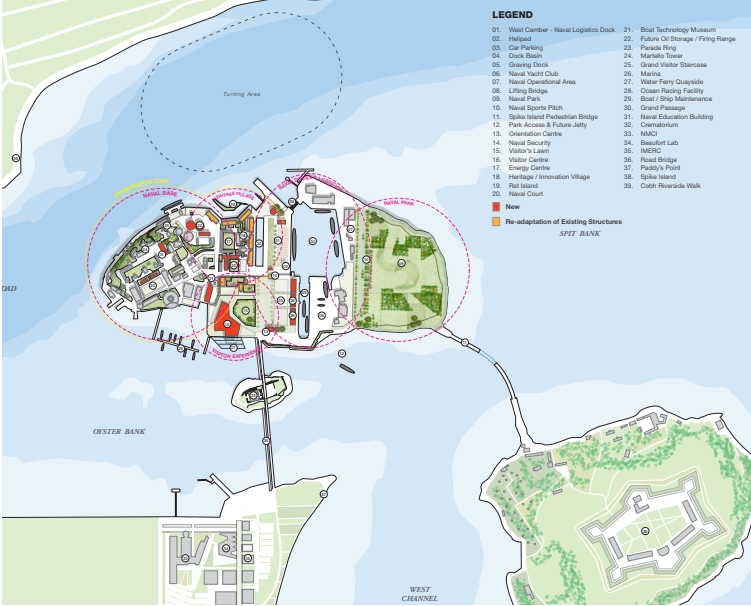 LEGEND
01. West Camber - Naval Logistics Dock
02. Helipad
03. Car Parking
04. Dock Basin
05. Graving Dock
06. Naval Yacht Club
07. Naval Operational Area
08. Lifting Bridge
09. Naval Park
10. Naval Sports Pitch
11. Spike Island Pedestrian Bridge
12. Park Access & Future Jetty
13. Orientation Centre
14. Naval Security
15. Visitor's Lawn
16. Visitor Centre
17. Energy Centre
18. Heritage / Innovation Village
19. Rat Island
20. Naval Court
21. Boat Technology Museum
22. Future Oil Storage / Firing Range
23. Parade Ring
24. Martello Tower
25. Grand Visitor Staircase
26. Marina
27. Water Ferry Quayside
28. Ocean Racing Facility
29. Boat / Ship Maintenance
30. Grand Passage
31. Naval Education Building
32. Crematorium
33. NMCI
34. Beaufort Lab
35. IMERC
36. Road Bridge
37. Paddy's Point
38. Spike Island
39. Cobh Riverside Walk
New
Re-adaptation of Existing Structures
Turning Area
SPIT BANK
NAVAL BASE
HERITAGE VILLAGE
NAVAL PARK
VISITOR EXPERIENCE
OAD
OYSTER BANK
WEST
CHANNEL